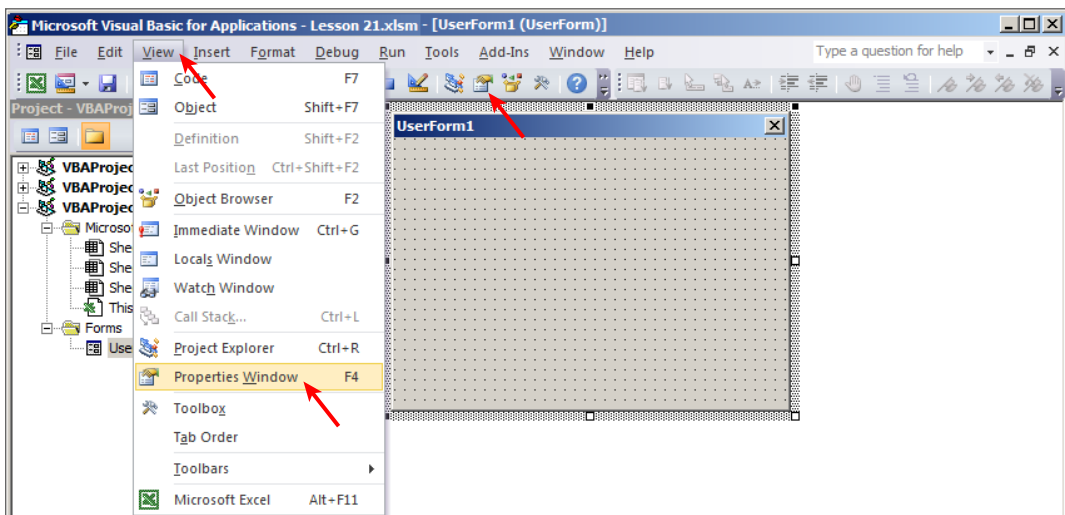 Microsoft Visual Basic for Applications - Lesson 21.xlsm - [UserForm1 (UserForm)]
File Edit View Insert Format Debug Run Tools Add-Ins Window Help Type a question for help
Project - VBAProj
Code F7
Object Shift+F7
Definition Shift+F2
Last Position Ctrl+Shift+F2
Object Browser F2
Immediate Window Ctrl+G
Locals Window
Watch Window
Call Stack... Ctrl+L
Project Explorer Ctrl+R
Properties Window F4
Toolbox
Tab Order
Toolbars
Microsoft Excel Alt+F11
VBAProjec
VBAProjec
VBAProjec
Microsof
She
She
She
This
Forms
Use
UserForm1